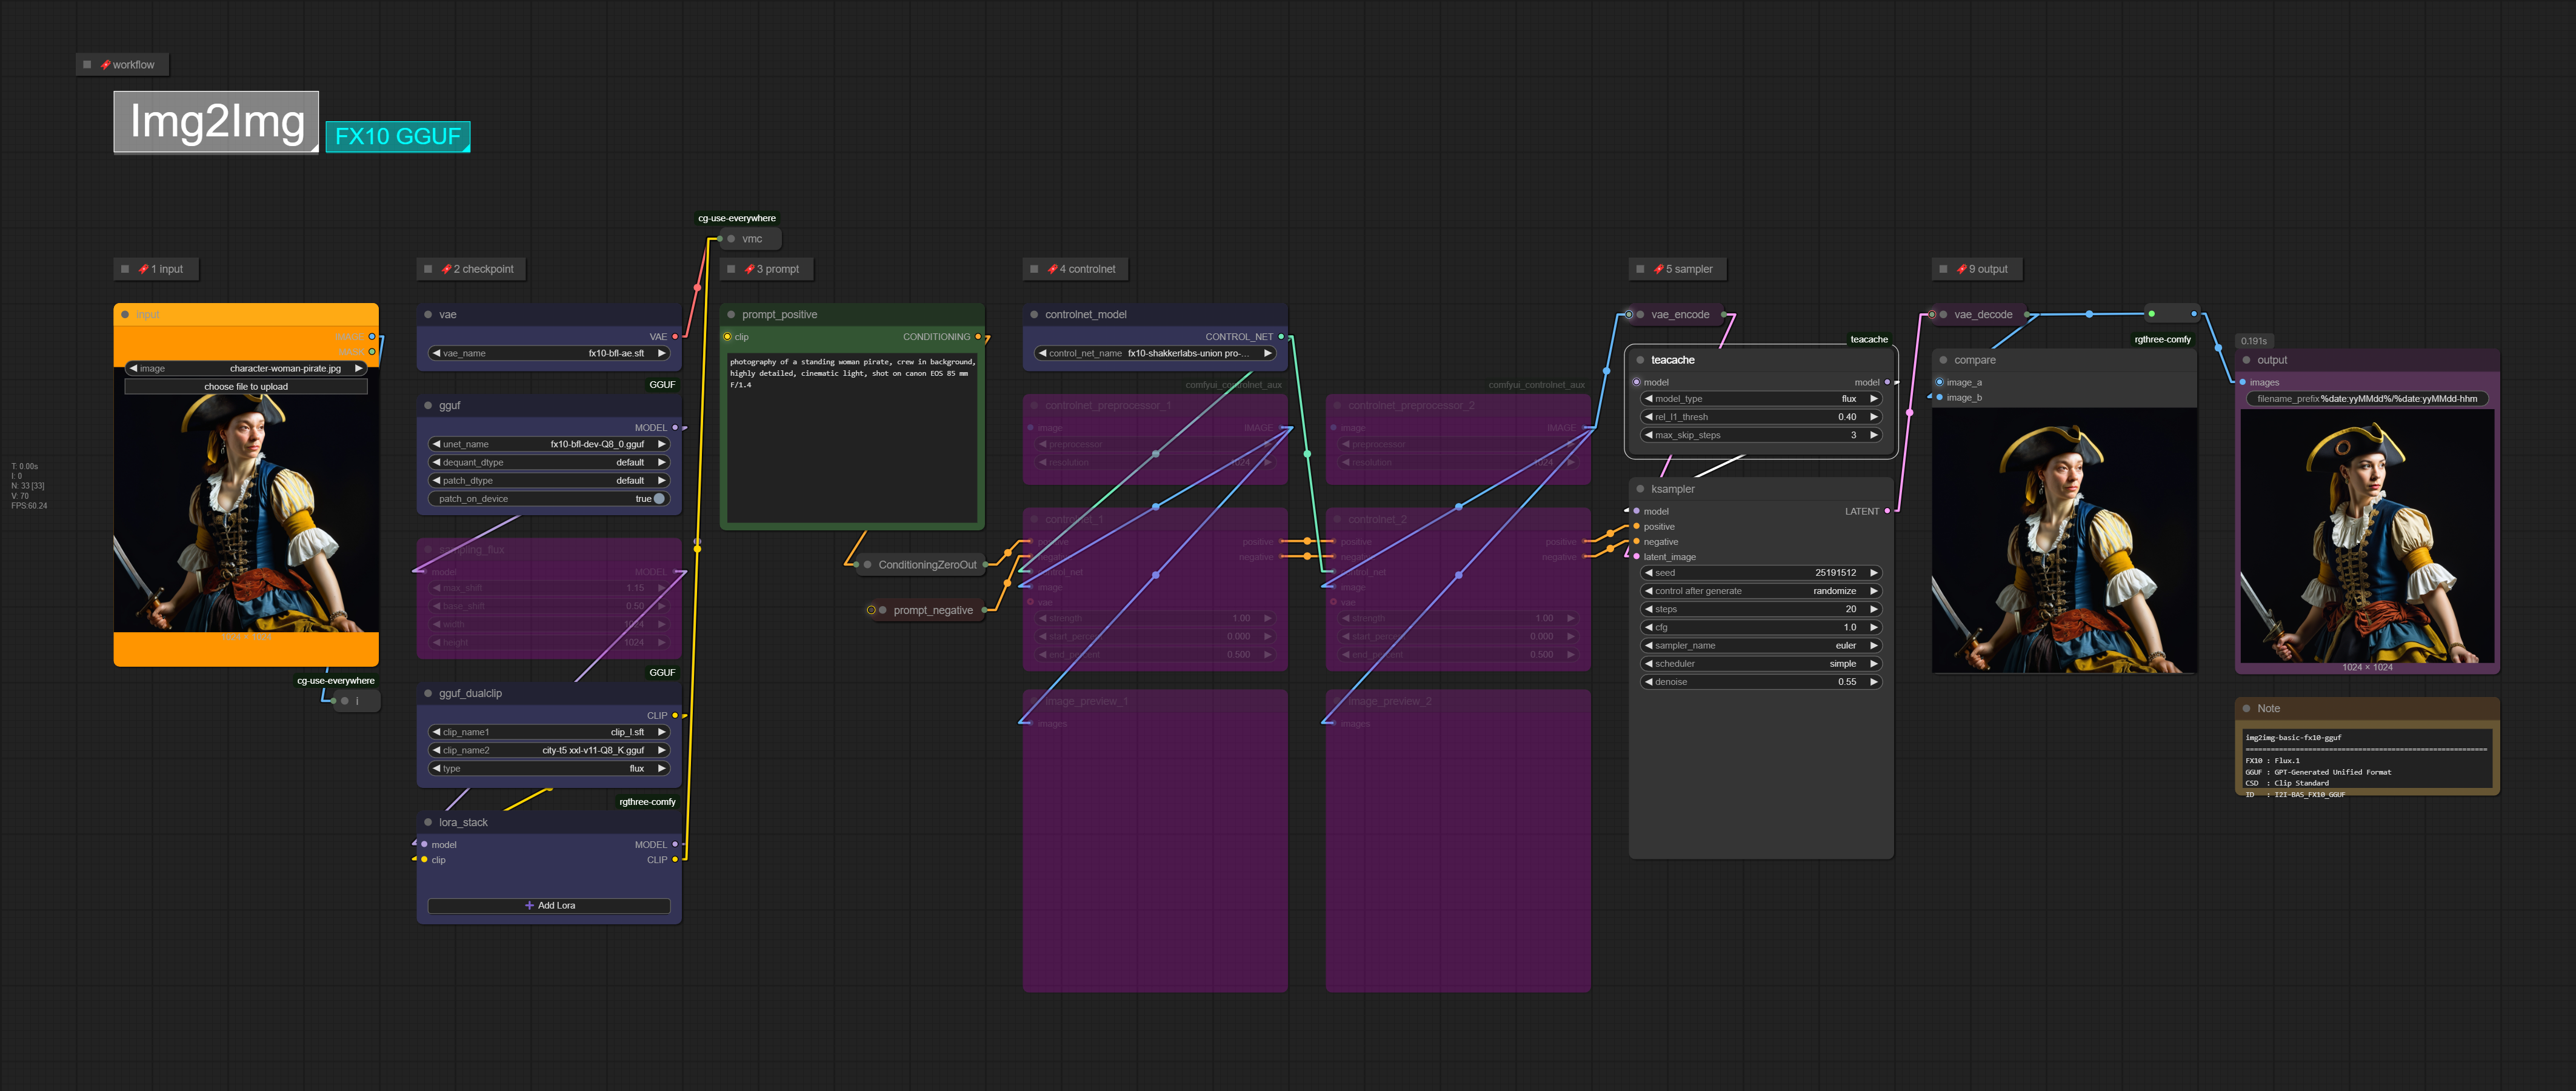 workflow
Img2Img
FX10 GGUF
cg-use-everywhere
vmc
1 input
2 checkpoint
3 prompt
4 controlnet
5 sampler
9 output
input
IMAGE
MASK
image character-woman-pirate.jpg
choose file to upload
cg-use-everywhere
i
T: 0.00s
I: 0
N: 33 [33]
V: 70
FPS:60.24
vae
VAE
vae_name fx10-bfl-ae.sft
GGUF
gguf
MODEL
unet_name fx10-bfl-dev-Q8_0.gguf
dequant_dtype default
patch_dtype default
patch_on_device true
sampling_flux
model MODEL
max_shift 1.15
base_shift 0.50
width 1024
height 1024
GGUF
gguf_dualclip
CLIP
clip_name1 clip_l.sft
clip_name2 city-t5 xxl-v11-Q8_K.gguf
type flux
rgthree-comfy
lora_stack
model MODEL
clip CLIP
Add Lora
prompt_positive
clip CONDITIONING
photography of a standing woman pirate, crew in background,
highly detailed, cinematic light, shot on canon EOS 85 mm
F/1.4
ConditioningZeroOut
prompt_negative
controlnet_model
CONTROL_NET
control_net_name fx10-shakkerlabs-union pro-...
comfyui_controlnet_aux
controlnet_preprocessor_1
image IMAGE
preprocessor
resolution 1024
controlnet_1
positive positive
negative negative
control_net
image
vae
strength 1.00
start_percent 0.000
end_percent 0.500
image_preview_1
images
comfyui_controlnet_aux
controlnet_preprocessor_2
image IMAGE
preprocessor
resolution 1024
controlnet_2
positive positive
negative negative
control_net
image
vae
strength 1.00
start_percent 0.000
end_percent 0.500
image_preview_2
images
vae_encode
teacache
teacache
model model
model_type flux
rel_l1_thresh 0.40
max_skip_steps 3
ksampler
model LATENT
positive
negative
latent_image
seed 25191512
control after generate randomize
steps 20
cfg 1.0
sampler_name euler
scheduler simple
denoise 0.55
vae_decode
rgthree-comfy
compare
image_a
image_b
0.191s
output
images
filename_prefix %date:yyMMdd%/%date:yyMMdd-hhm
1024 × 1024
Note
img2img-basic-fx10-gguf
FX10 : Flux.1
GGUF : GPT-Generated Unified Format
CSD : Clip Standard
ID : I2I-BAS_FX10_GGUF